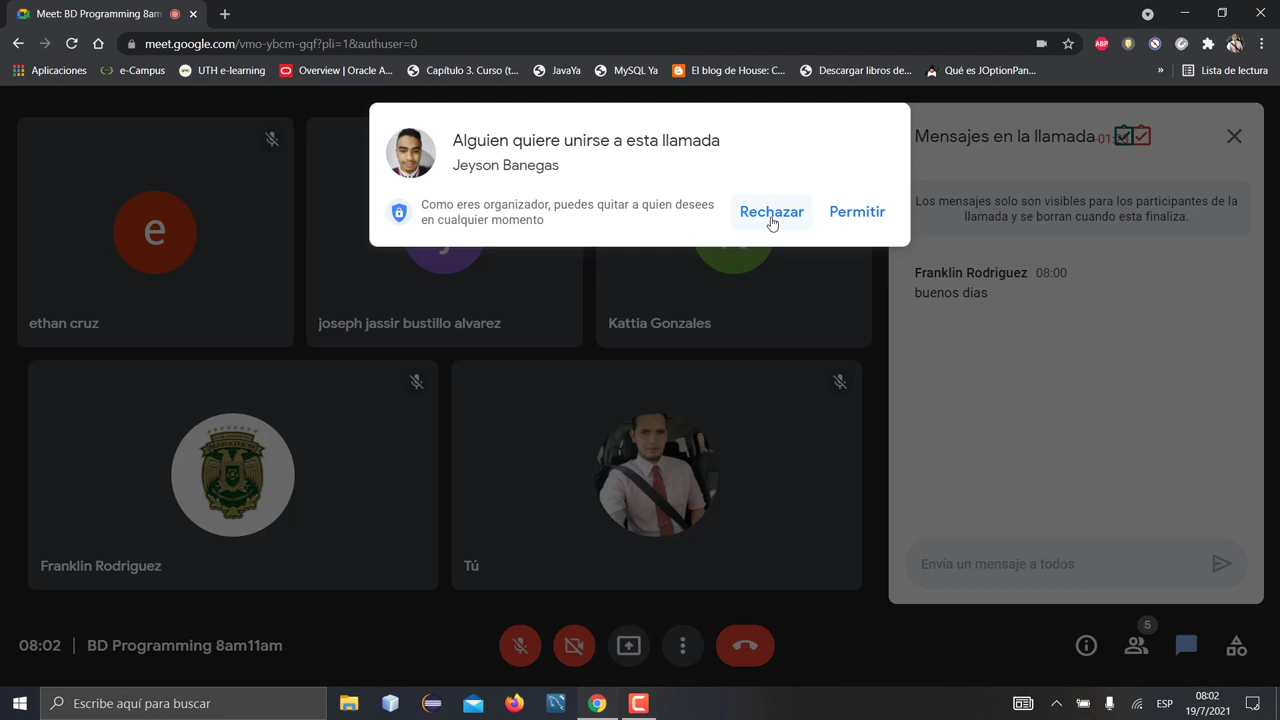 Meet: BD Programming 8am
meet.google.com/vmo-ybcm-gqf?pli=1&authuser=0
ABP
Aplicaciones
e-Campus
UTH e-learning
Overview | Oracle A...
Capítulo 3. Curso (t...
JavaYa
MySQL Ya
El blog de House: C...
Descargar libros de...
Qué es JOptionPan...
»
Lista de lectura
Alguien quiere unirse a esta llamada
Jeyson Banegas
Como eres organizador, puedes quitar a quien desees
en cualquier momento
Rechazar
Permitir
Mensajes en la llamada
Los mensajes solo son visibles para los participantes de la
llamada y se borran cuando esta finaliza.
Franklin Rodriguez 08:00
buenos dias
e
ethan cruz
joseph jassir bustillo alvarez
Kattia Gonzales
MARATHON
Franklin Rodriguez
Tú
Envía un mensaje a todos
08:02 | BD Programming 8am11am
5
Escribe aquí para buscar
ESP
08:02
19/7/2021